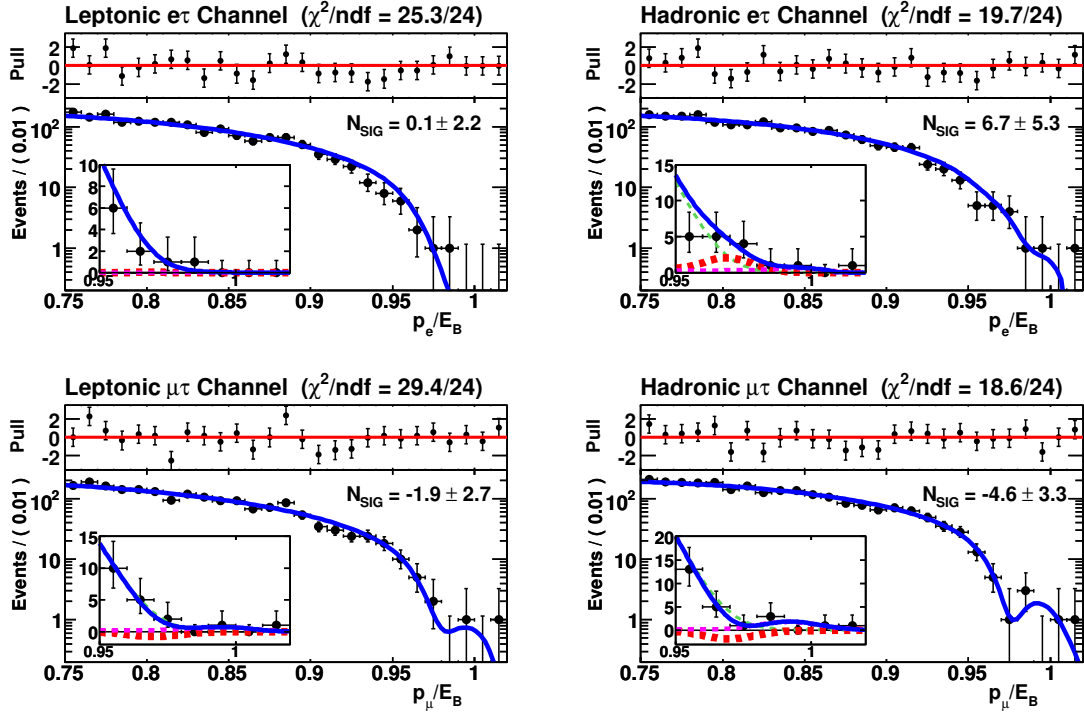 Leptonic eτ Channel (χ²/ndf = 25.3/24)
Pull
2
0
-2
Events / ( 0.01)
10²
10
1
N_SIG = 0.1 ± 2.2
10
8
6
4
2
0
0.95
1
0.75 0.8 0.85 0.9 0.95 1
p_e/E_B
Hadronic eτ Channel (χ²/ndf = 19.7/24)
Pull
2
0
-2
Events / ( 0.01)
10²
10
1
N_SIG = 6.7 ± 5.3
15
10
5
0
0.95
1
0.75 0.8 0.85 0.9 0.95 1
p_e/E_B
Leptonic μτ Channel (χ²/ndf = 29.4/24)
Pull
2
0
-2
Events / ( 0.01)
10²
10
1
N_SIG = -1.9 ± 2.7
15
10
5
0
0.95
1
0.75 0.8 0.85 0.9 0.95 1
p_μ/E_B
Hadronic μτ Channel (χ²/ndf = 18.6/24)
Pull
2
0
-2
Events / ( 0.01)
10²
10
1
N_SIG = -4.6 ± 3.3
20
15
10
5
0
0.95
1
0.75 0.8 0.85 0.9 0.95 1
p_μ/E_B